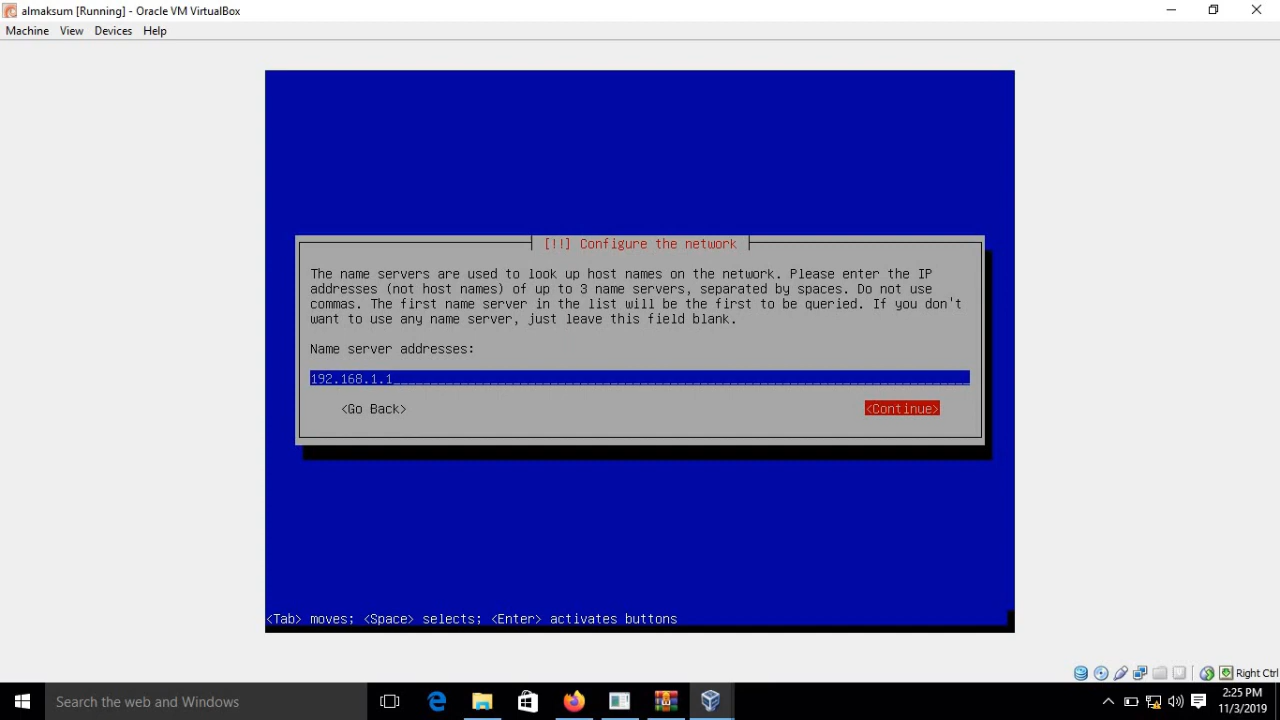 almaksum [Running] - Oracle VM VirtualBox
Machine View Devices Help
[!!] Configure the network
The name servers are used to look up host names on the network. Please enter the IP
addresses (not host names) of up to 3 name servers, separated by spaces. Do not use
commas. The first name server in the list will be the first to be queried. If you don't
want to use any name server, just leave this field blank.
Name server addresses:
192.168.1.1
<Go Back> <Continue>
<Tab> moves; <Space> selects; <Enter> activates buttons
Right Ctrl
Search the web and Windows
2:25 PM
11/3/2019